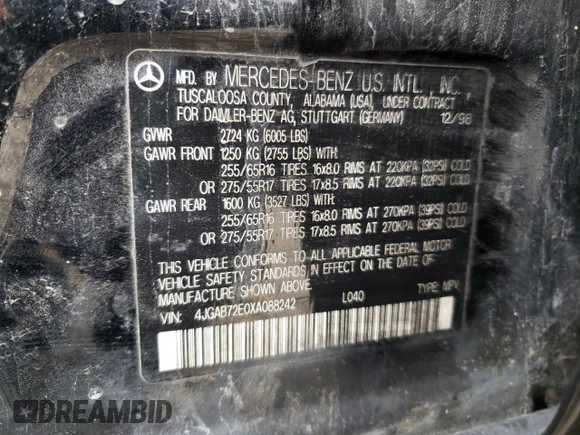 MFD. BY MERCEDES-BENZ U.S. INTL., INC.,
TUSCALOOSA COUNTY, ALABAMA (USA), UNDER CONTRACT
FOR DAIMLER-BENZ AG, STUTTGART (GERMANY) 12/98
GVWR 2724 KG (6005 LBS)
GAWR FRONT 1250 KG (2755 LBS) WITH:
255/65R16 TIRES 16x8.0 RIMS AT 220KPA (32PSI) COLD
OR 275/55R17 TIRES 17x8.5 RIMS AT 220KPA (32PSI) COLD
GAWR REAR 1600 KG (3527 LBS) WITH:
255/65R16 TIRES 16x8.0 RIMS AT 270KPA (39PSI) COLD
OR 275/55R17 TIRES 17x8.5 RIMS AT 270KPA (39PSI) COLD
THIS VEHICLE CONFORMS TO ALL APPLICABLE FEDERAL MOTOR
VEHICLE SAFETY STANDARDS IN EFFECT ON THE DATE OF
MANUFACTURE SHOWN ABOVE.
VIN: 4JGAB72E0XA088242 L040 TYPE: MPV
DREAMBID